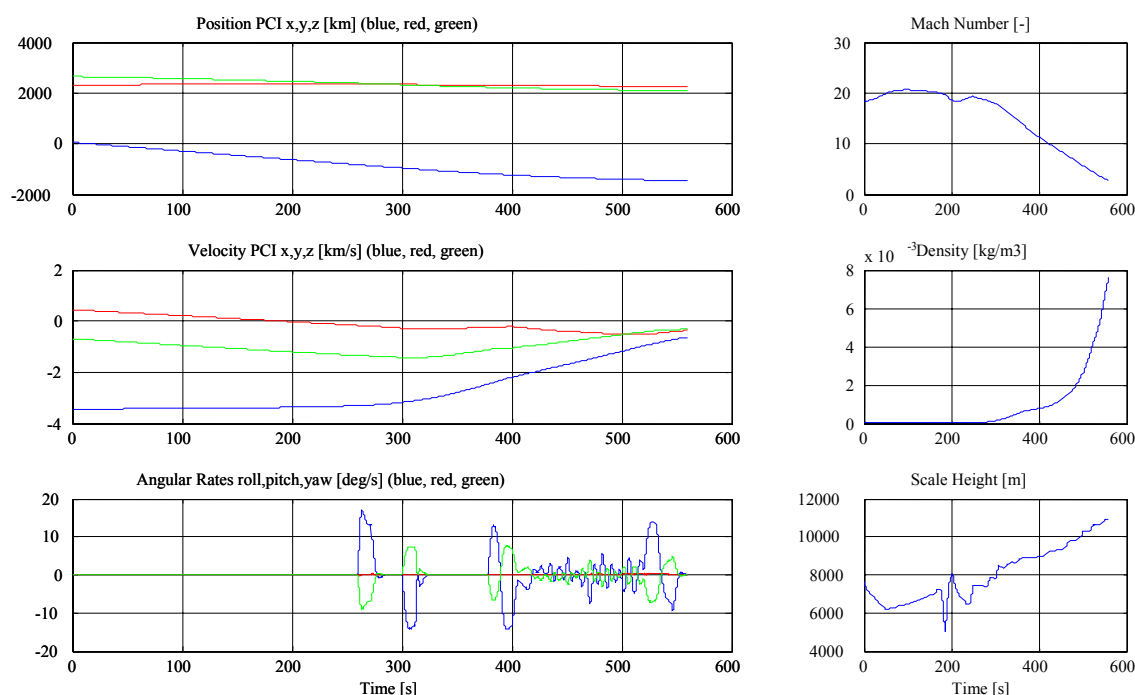 Position PCI x,y,z [km] (blue, red, green)
4000
2000
0
-2000
0 100 200 300 400 500 600
Mach Number [-]
30
20
10
0
0 200 400 600
Velocity PCI x,y,z [km/s] (blue, red, green)
2
0
-2
-4
0 100 200 300 400 500 600
x 10 -3 Density [kg/m3]
8
6
4
2
0
0 200 400 600
Angular Rates roll,pitch,yaw [deg/s] (blue, red, green)
20
10
0
-10
-20
0 100 200 300 400 500 600
Time [s]
Scale Height [m]
12000
10000
8000
6000
4000
0 200 400 600
Time [s]